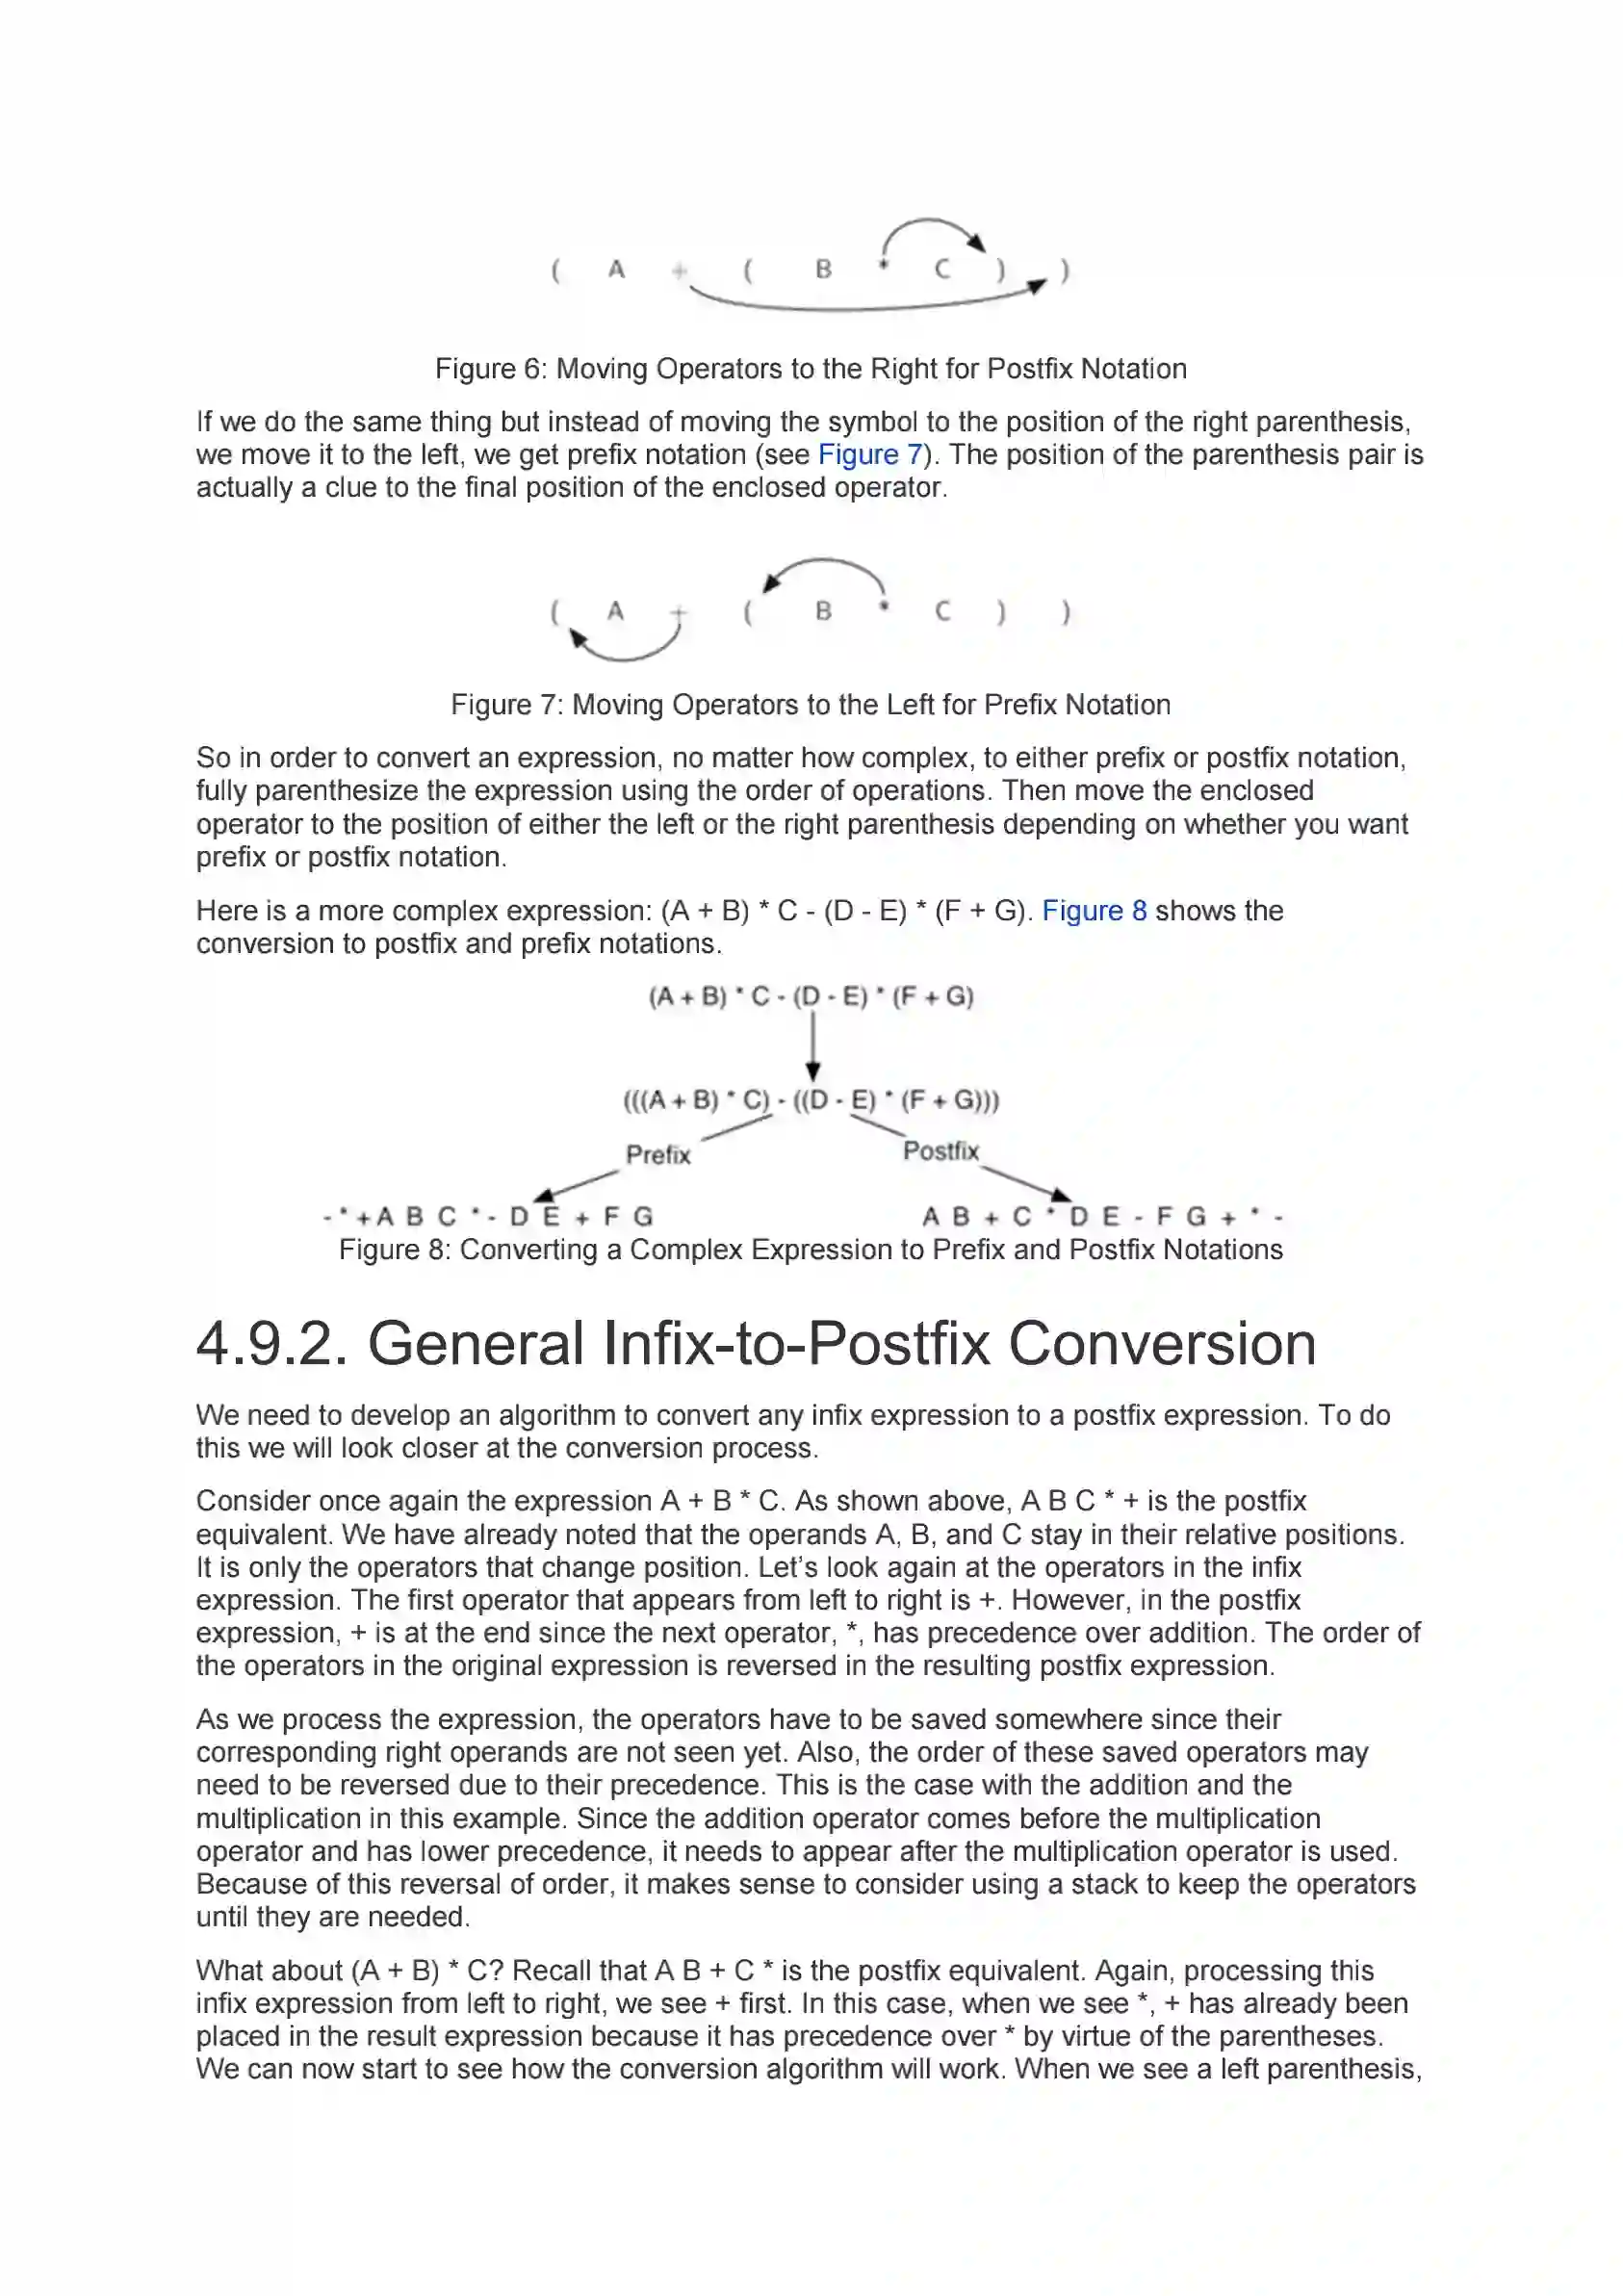 ( A + ( B * C ) )
Figure 6: Moving Operators to the Right for Postfix Notation
If we do the same thing but instead of moving the symbol to the position of the right parenthesis,
we move it to the left, we get prefix notation (see Figure 7). The position of the parenthesis pair is
actually a clue to the final position of the enclosed operator.
( A + ( B * C ) )
Figure 7: Moving Operators to the Left for Prefix Notation
So in order to convert an expression, no matter how complex, to either prefix or postfix notation,
fully parenthesize the expression using the order of operations. Then move the enclosed
operator to the position of either the left or the right parenthesis depending on whether you want
prefix or postfix notation.
Here is a more complex expression: (A + B) * C - (D - E) * (F + G). Figure 8 shows the
conversion to postfix and prefix notations.
(A + B) * C - (D - E) * (F + G)
(((A + B) * C) - ((D - E) * (F + G)))
Prefix Postfix
- * + A B C * - D E + F G A B + C * D E - F G + * -
Figure 8: Converting a Complex Expression to Prefix and Postfix Notations
4.9.2. General Infix-to-Postfix Conversion
We need to develop an algorithm to convert any infix expression to a postfix expression. To do
this we will look closer at the conversion process.
Consider once again the expression A + B * C. As shown above, A B C * + is the postfix
equivalent. We have already noted that the operands A, B, and C stay in their relative positions.
It is only the operators that change position. Let's look again at the operators in the infix
expression. The first operator that appears from left to right is +. However, in the postfix
expression, + is at the end since the next operator, *, has precedence over addition. The order of
the operators in the original expression is reversed in the resulting postfix expression.
As we process the expression, the operators have to be saved somewhere since their
corresponding right operands are not seen yet. Also, the order of these saved operators may
need to be reversed due to their precedence. This is the case with the addition and the
multiplication in this example. Since the addition operator comes before the multiplication
operator and has lower precedence, it needs to appear after the multiplication operator is used.
Because of this reversal of order, it makes sense to consider using a stack to keep the operators
until they are needed.
What about (A + B) * C? Recall that A B + C * is the postfix equivalent. Again, processing this
infix expression from left to right, we see + first. In this case, when we see *, + has already been
placed in the result expression because it has precedence over * by virtue of the parentheses.
We can now start to see how the conversion algorithm will work. When we see a left parenthesis,